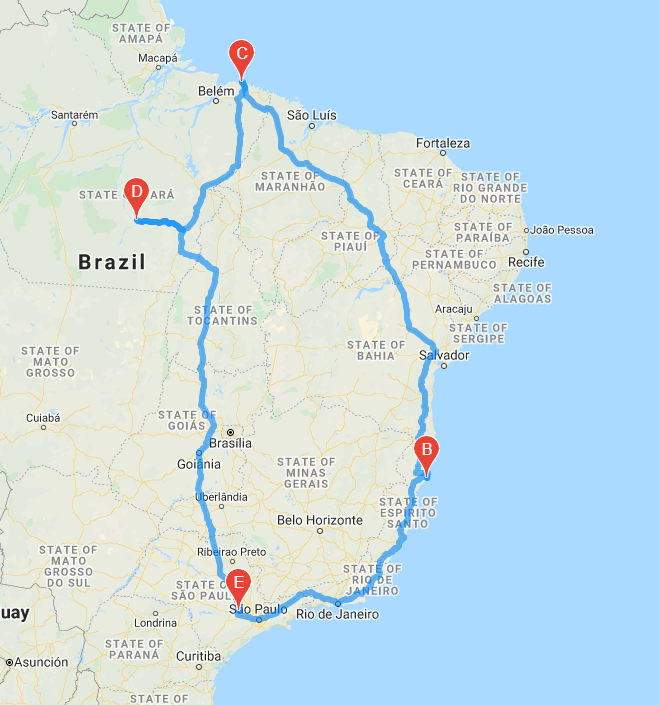 STATE OF
AMAPÁ
Macapá
C
Belém
Santarém
São Luís
Fortaleza
STATE OF
MARANHÃO
STATE OF
CEARÁ
STATE OF
RIO GRANDE
DO NORTE
D
STATE
ARÁ
STATE OF
PIAUÍ
STATE OF
PARAÍBA
João Pessoa
STATE OF
PERNAMBUCO
Recife
Brazil
STATE OF
ALAGOAS
STATE OF
TOCANTINS
Aracaju
STATE OF
SERGIPE
STATE OF
MATO
GROSSO
STATE OF
BAHIA
Salvador
Cuiabá
STATE OF
GOIÁS
Brasília
B
Goiânia
STATE OF
MINAS
GERAIS
Uberlândia
STATE OF
ESPÍRITO
SANTO
Belo Horizonte
STATE OF
MATO
GROSSO
DO SUL
Ribeirao Preto
STATE OF
RIO DE
JANEIRO
STATE OF
SÃO PAUL
E
São Paulo
Rio de Janeiro
uay
Londrina
STATE OF
PARANÁ
Asunción
Curitiba
STATE OF